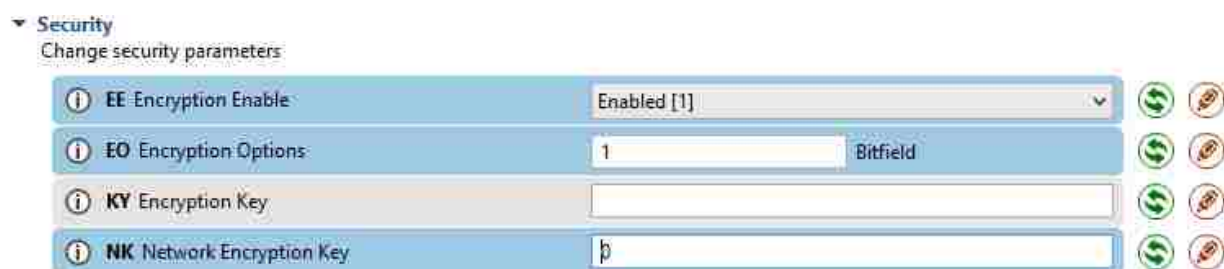 Security
Change security parameters
EE Encryption Enable Enabled [1]
EO Encryption Options 1 Bitfield
KY Encryption Key
NK Network Encryption Key 0